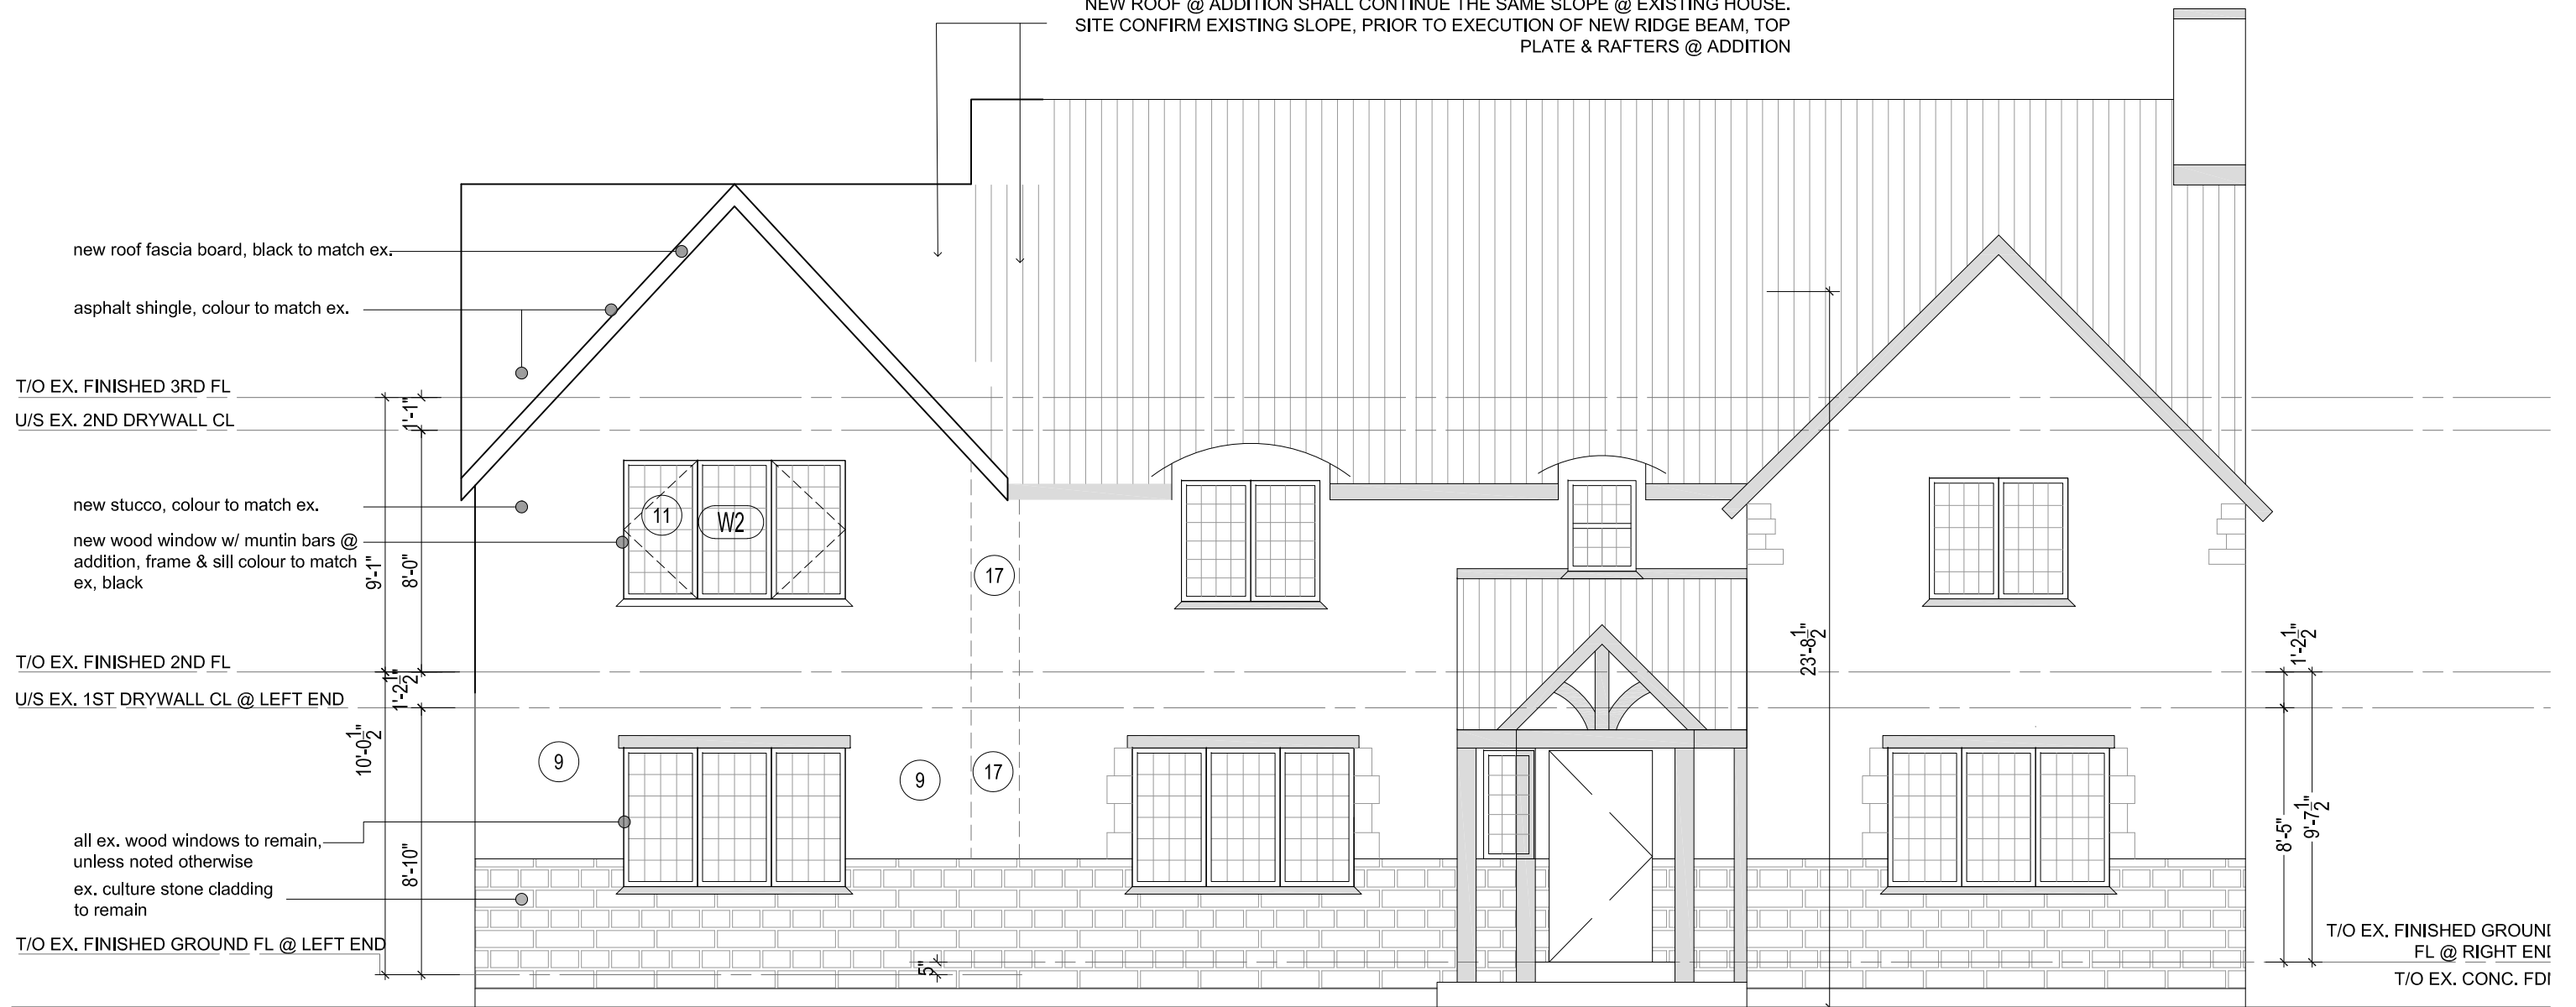 NEW ROOF @ ADDITION SHALL CONTINUE THE SAME SLOPE @ EXISTING HOUSE.
SITE CONFIRM EXISTING SLOPE, PRIOR TO EXECUTION OF NEW RIDGE BEAM, TOP
PLATE & RAFTERS @ ADDITION
new roof fascia board, black to match ex.
asphalt shingle, colour to match ex.
T/O EX. FINISHED 3RD FL
U/S EX. 2ND DRYWALL CL
1'-1"
new stucco, colour to match ex.
new wood window w/ muntin bars @
addition, frame & sill colour to match
ex, black
9'-1"
8'-0"
11
W2
17
T/O EX. FINISHED 2ND FL
U/S EX. 1ST DRYWALL CL @ LEFT END
1'-2 1/2"
10'-0 1/2"
23'-8 1/2"
1'-2 1/2"
9
9
17
all ex. wood windows to remain,
unless noted otherwise
ex. culture stone cladding
to remain
8'-10"
8'-5"
9'-7 1/2"
T/O EX. FINISHED GROUND FL @ LEFT END
5"
T/O EX. FINISHED GROUND
FL @ RIGHT END
T/O EX. CONC.